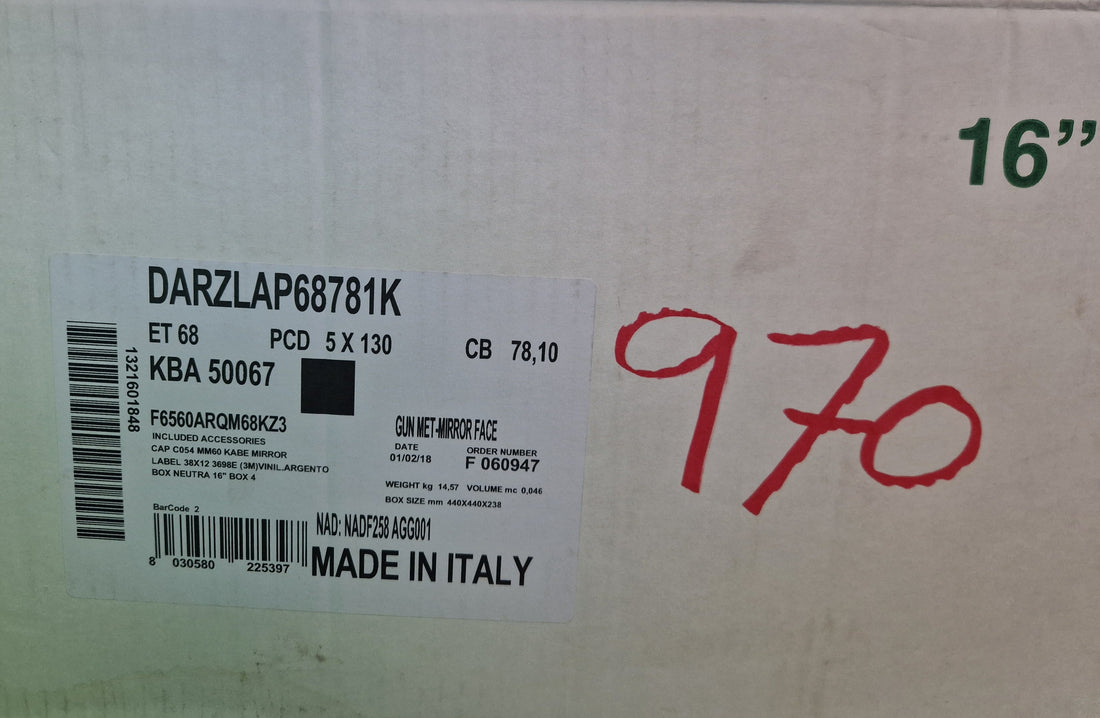 16”
DARZLAP68781K
ET 68 PCD 5 X 130 CB 78,10
KBA 50067
1321601848
F6560ARQM68KZ3
INCLUDED ACCESSORIES
CAP C054 MM60 KABE MIRROR
LABEL 38X12 3698E (3M)VINIL.ARGENTO
BOX NEUTRA 16" BOX 4
GUN MET-MIRROR FACE
DATE ORDER NUMBER
01/02/18 F 060947
WEIGHT kg 14,57 VOLUME mc 0,046
BOX SIZE mm 440X440X238
BarCode 2
8 030580 225397
NAD: NADF258 AGG001
MADE IN ITALY
970